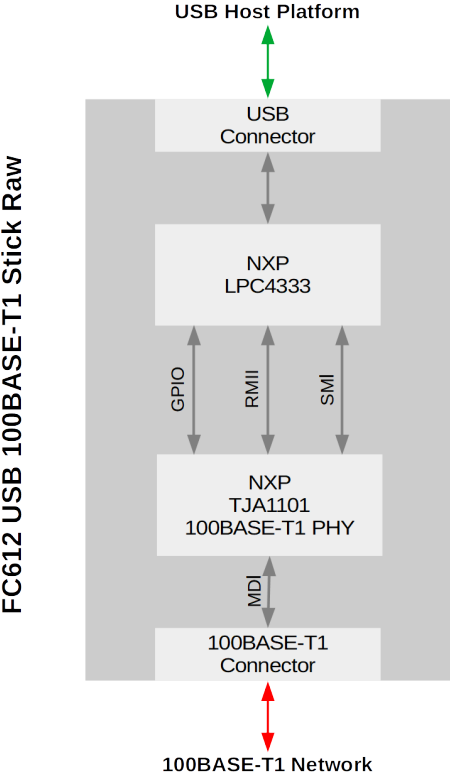 USB Host Platform
FC612 USB 100BASE-T1 Stick Raw
USB
Connector
NXP
LPC4333
GPIO
RMII
SMI
NXP
TJA1101
100BASE-T1 PHY
MDI
100BASE-T1
Connector
100BASE-T1 Network